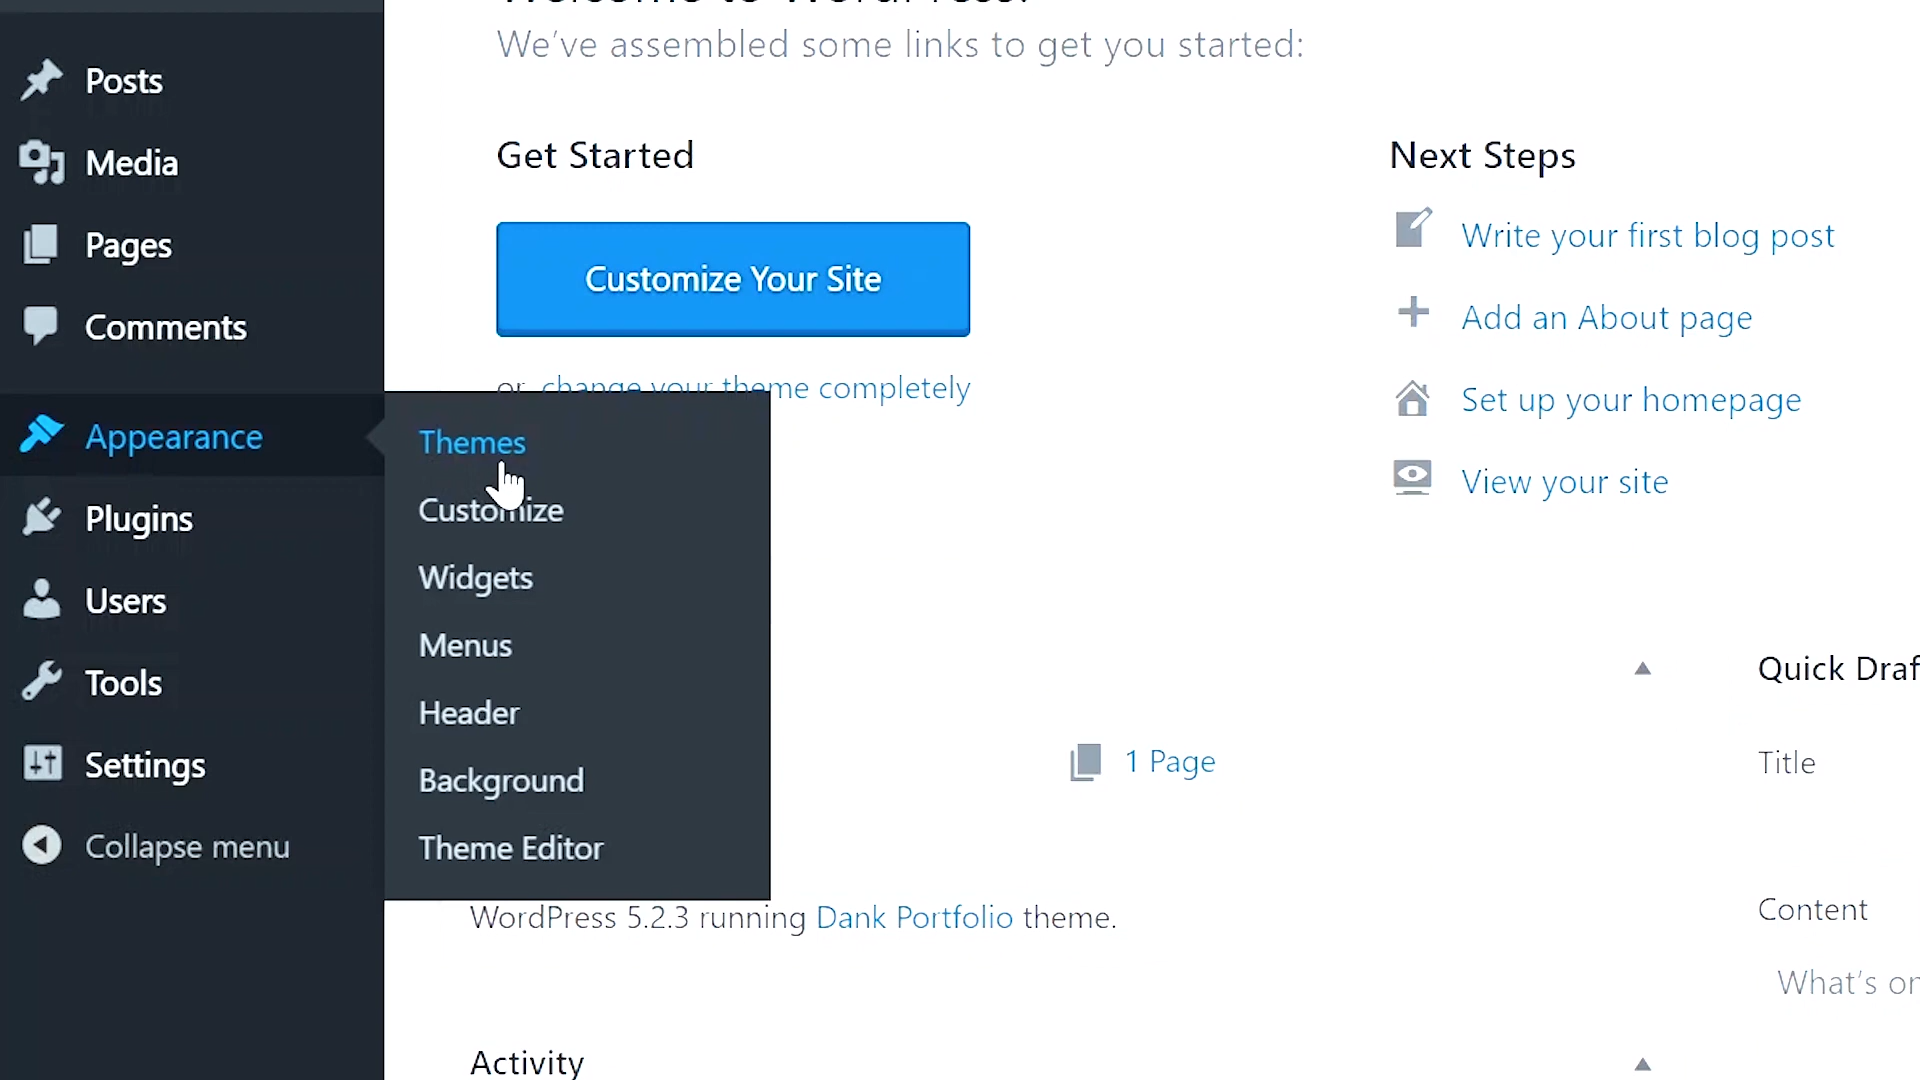 Welcome to WordPress!
We've assembled some links to get you started:
Posts
Media
Pages
Comments
Appearance
Plugins
Users
Tools
Settings
Collapse menu
Themes
Customize
Widgets
Menus
Header
Background
Theme Editor
Get Started
Customize Your Site
or change your theme completely
Next Steps
Write your first blog post
Add an About page
Set up your homepage
View your site
1 Page
WordPress 5.2.3 running Dank Portfolio theme.
Activity
Quick Draf
Title
Content
What's on